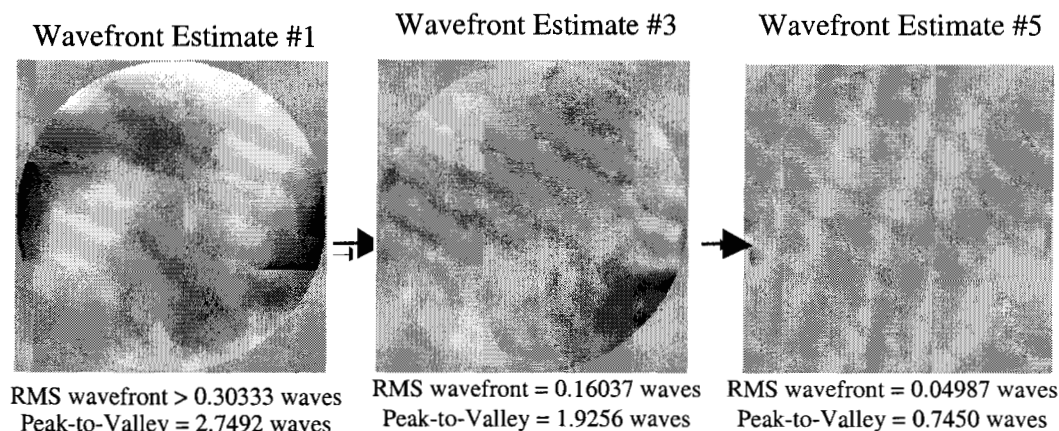 Wavefront Estimate #1
Wavefront Estimate #3
Wavefront Estimate #5
RMS wavefront > 0.30333 waves
Peak-to-Valley = 2.7492 waves
RMS wavefront = 0.16037 waves
Peak-to-Valley = 1.9256 waves
RMS wavefront = 0.04987 waves
Peak-to-Valley = 0.7450 waves